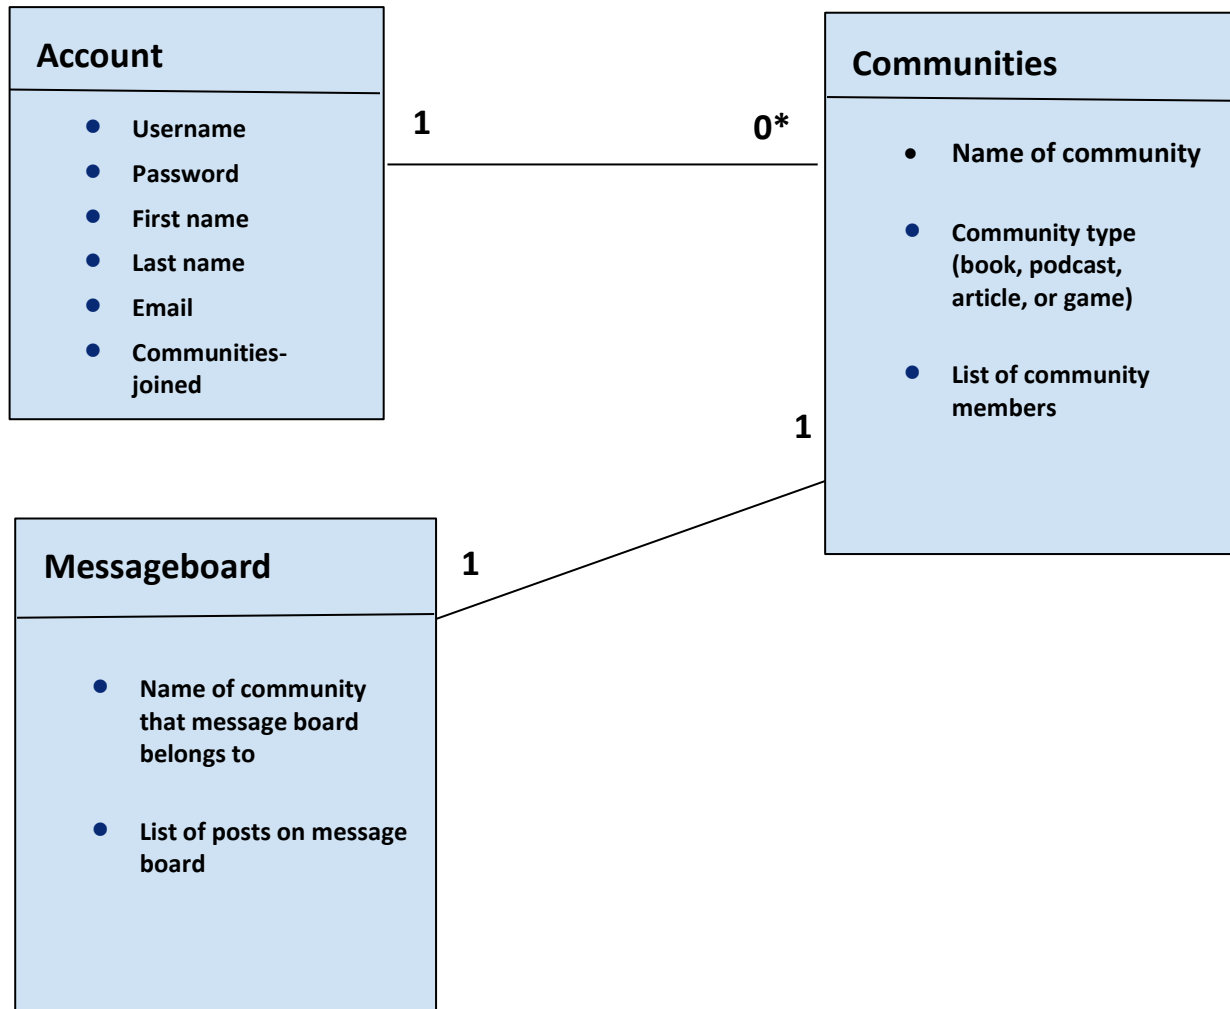 Account
Username
Password
First name
Last name
Email
Communities-
joined
1
0*
Communities
Name of community
Community type
(book, podcast,
article, or game)
List of community
members
1
1
Messageboard
Name of community
that message board
belongs to
List of posts on message
board